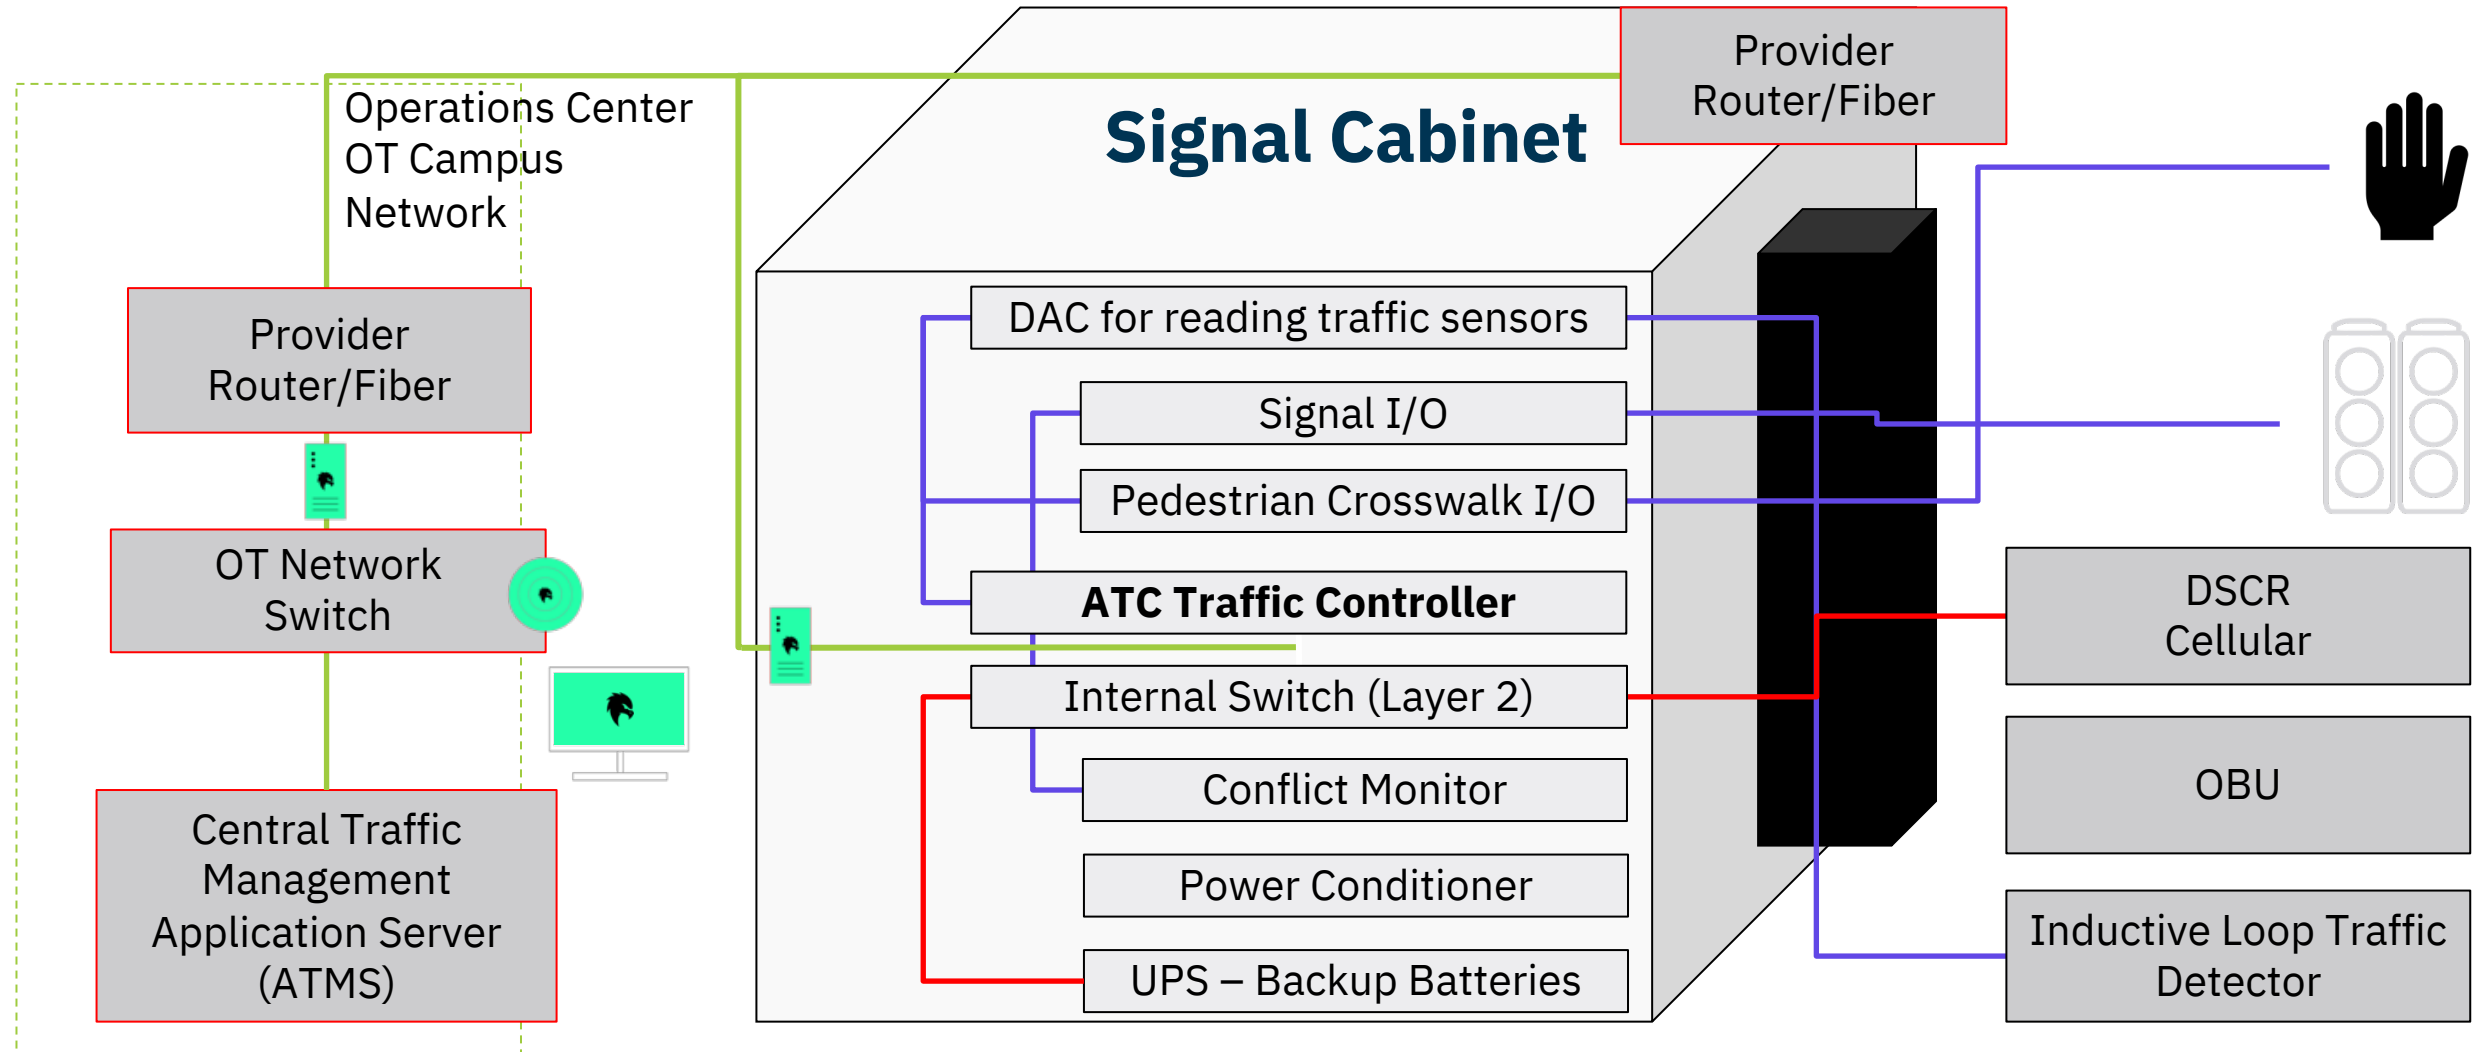 Operations Center
OT Campus
Network
Provider
Router/Fiber
OT Network
Switch
Central Traffic
Management
Application Server
(ATMS)
Signal Cabinet
Provider
Router/Fiber
DAC for reading traffic sensors
Signal I/O
Pedestrian Crosswalk I/O
ATC Traffic Controller
Internal Switch (Layer 2)
Conflict Monitor
Power Conditioner
UPS – Backup Batteries
DSCR
Cellular
OBU
Inductive Loop Traffic
Detector